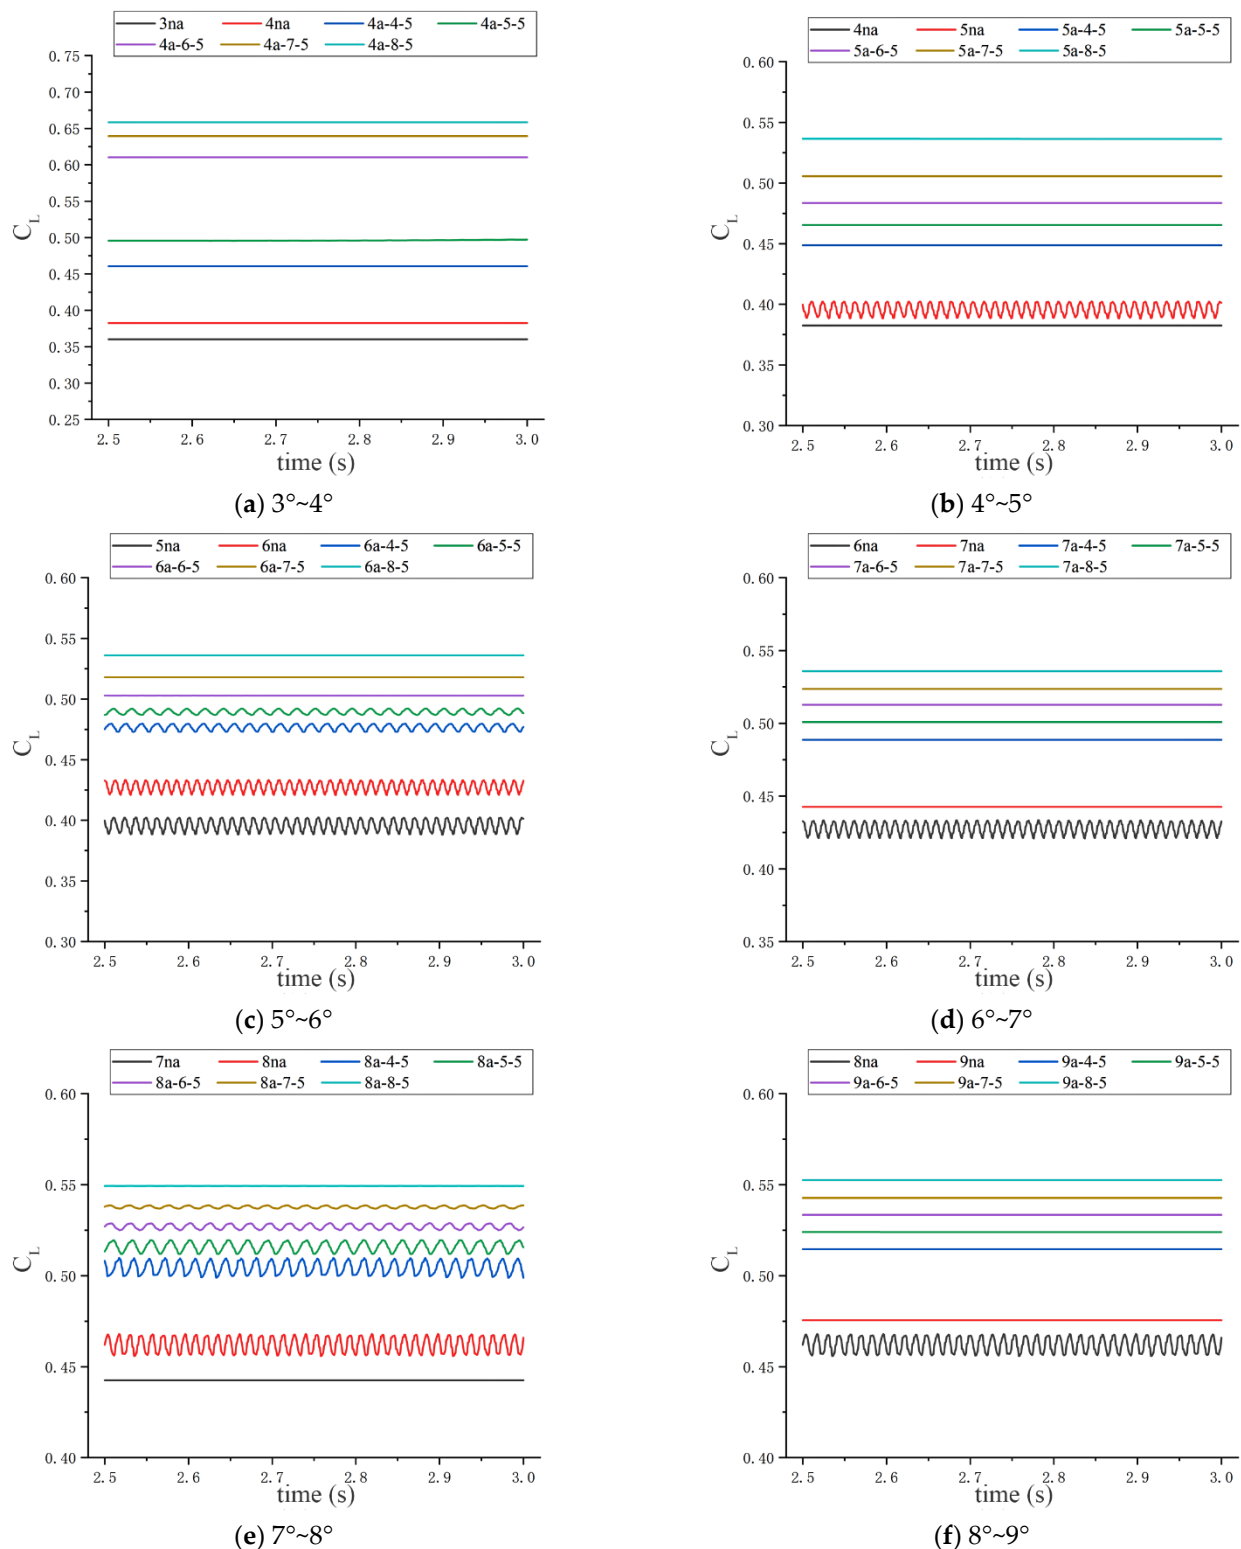 3na 4na 4a-4-5 4a-5-5
4a-6-5 4a-7-5 4a-8-5
0.75
0.70
0.65
0.60
0.55
0.50
0.45
0.40
0.35
0.30
0.25
C_L
2.5 2.6 2.7 2.8 2.9 3.0
time (s)
(a) 3°~4°
4na 5na 5a-4-5 5a-5-5
5a-6-5 5a-7-5 5a-8-5
0.60
0.55
0.50
0.45
0.40
0.35
0.30
C_L
2.5 2.6 2.7 2.8 2.9 3.0
time (s)
(b) 4°~5°
5na 6na 6a-4-5 6a-5-5
6a-6-5 6a-7-5 6a-8-5
0.60
0.55
0.50
0.45
0.40
0.35
0.30
C_L
2.5 2.6 2.7 2.8 2.9 3.0
time (s)
(c) 5°~6°
6na 7na 7a-4-5 7a-5-5
7a-6-5 7a-7-5 7a-8-5
0.60
0.55
0.50
0.45
0.40
0.35
C_L
2.5 2.6 2.7 2.8 2.9 3.0
time (s)
(d) 6°~7°
7na 8na 8a-4-5 8a-5-5
8a-6-5 8a-7-5 8a-8-5
0.60
0.55
0.50
0.45
0.40
C_L
2.5 2.6 2.7 2.8 2.9 3.0
time (s)
(e) 7°~8°
8na 9na 9a-4-5 9a-5-5
9a-6-5 9a-7-5 9a-8-5
0.60
0.55
0.50
0.45
0.40
C_L
2.5 2.6 2.7 2.8 2.9 3.0
time (s)
(f) 8°~9°